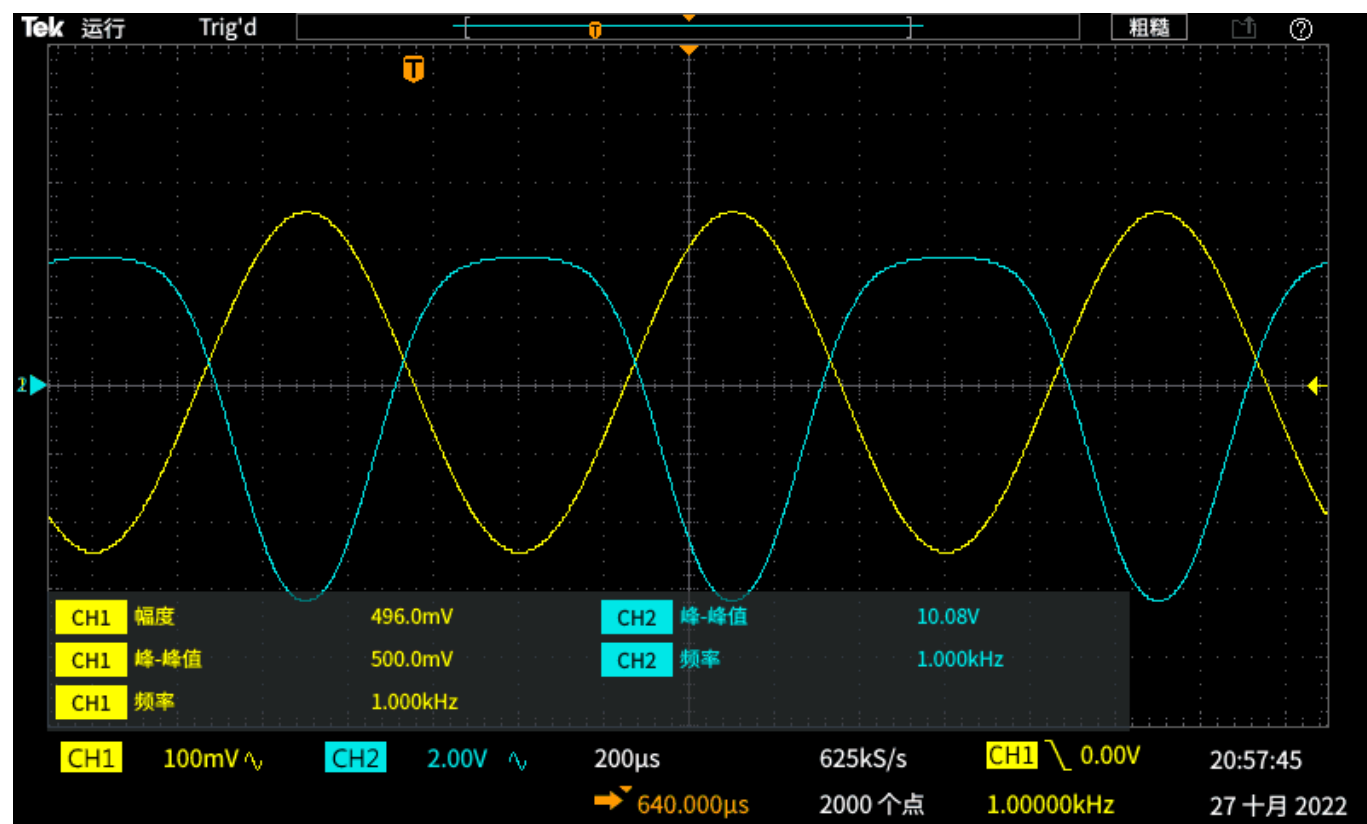 Tek 运行 Trig'd 粗糙
T
T
2
CH1 幅度 496.0mV CH2 峰-峰值 10.08V
CH1 峰-峰值 500.0mV CH2 频率 1.000kHz
CH1 频率 1.000kHz
CH1 100mV CH2 2.00V 200µs 625kS/s CH1 0.00V 20:57:45
640.000µs 2000 个点 1.00000kHz 27 十月 2022